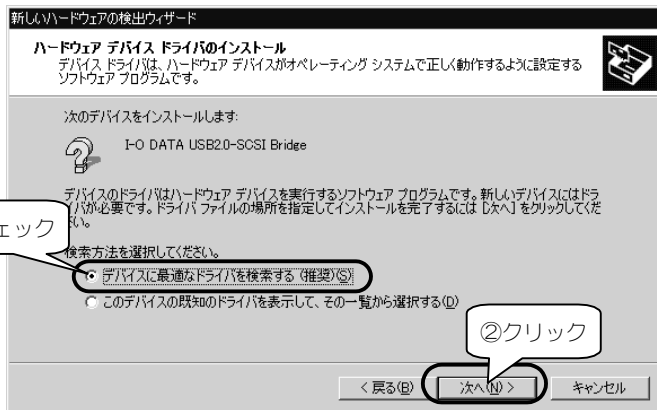 新しいハードウェアの検出ウィザード
ハードウェア デバイス ドライバのインストール
デバイス ドライバは、ハードウェア デバイスがオペレーティング システムで正しく動作するように設定する
ソフトウェア プログラムです。
次のデバイスをインストールします:
I-O DATA USB2.0-SCSI Bridge
デバイスのドライバはハードウェア デバイスを実行するソフトウェア プログラムです。新しいデバイスにはドラ
イバが必要です。ドライバ ファイルの場所を指定してインストールを完了するには [次へ] をクリックしてくだ
さい。
ェック
検索方法を選択してください。
デバイスに最適なドライバを検索する (推奨)(S)
このデバイスの既知のドライバを表示して、その一覧から選択する(D)
②クリック
< 戻る(B)
次へ(N) >
キャンセル